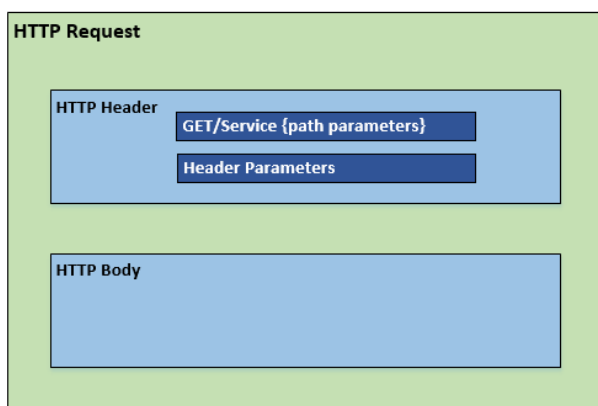 HTTP Request
HTTP Header
GET/Service {path parameters}
Header Parameters
HTTP Body